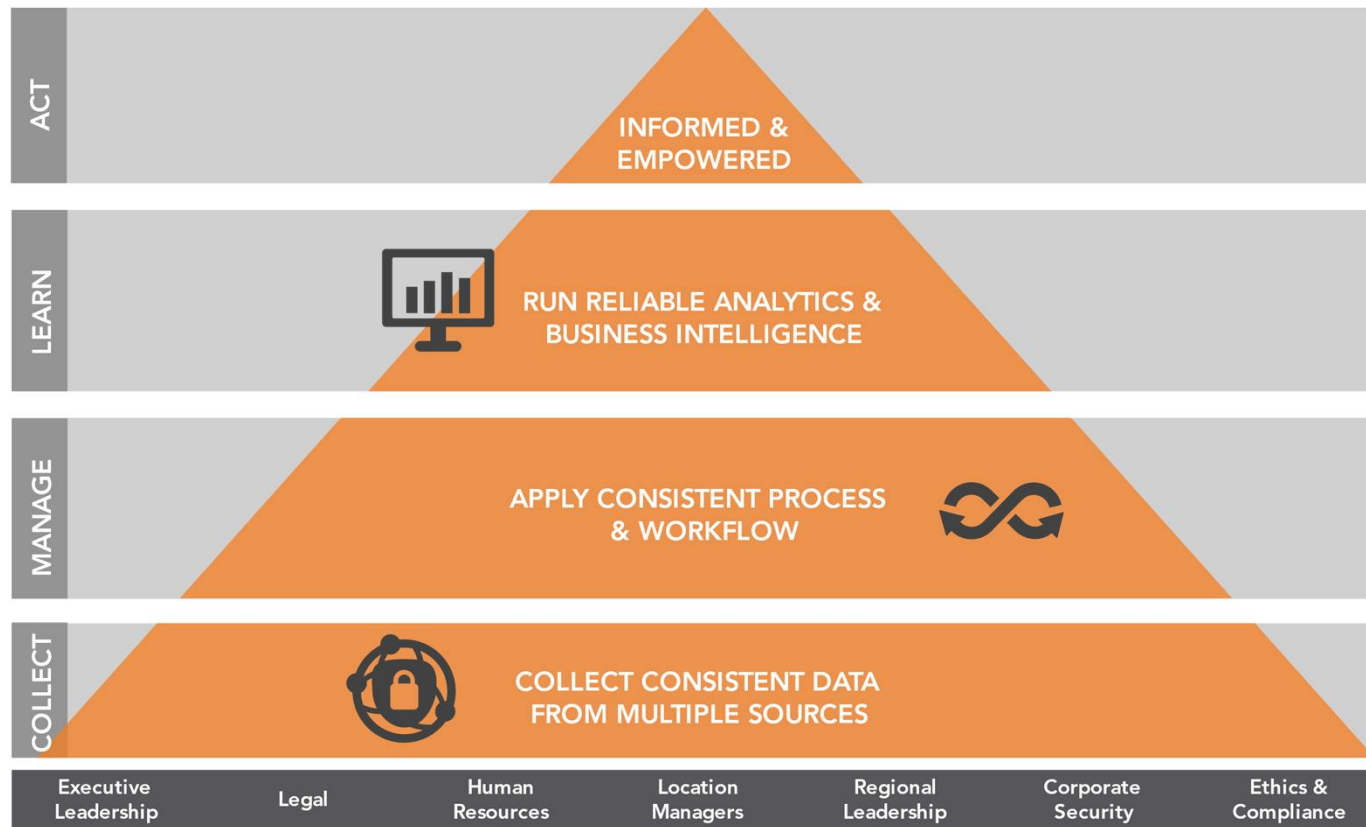 ACT
INFORMED &
EMPOWERED
LEARN
RUN RELIABLE ANALYTICS &
BUSINESS INTELLIGENCE
MANAGE
APPLY CONSISTENT PROCESS
& WORKFLOW
COLLECT
COLLECT CONSISTENT DATA
FROM MULTIPLE SOURCES
Executive
Leadership
Legal
Human
Resources
Location
Managers
Regional
Leadership
Corporate
Security
Ethics &
Compliance